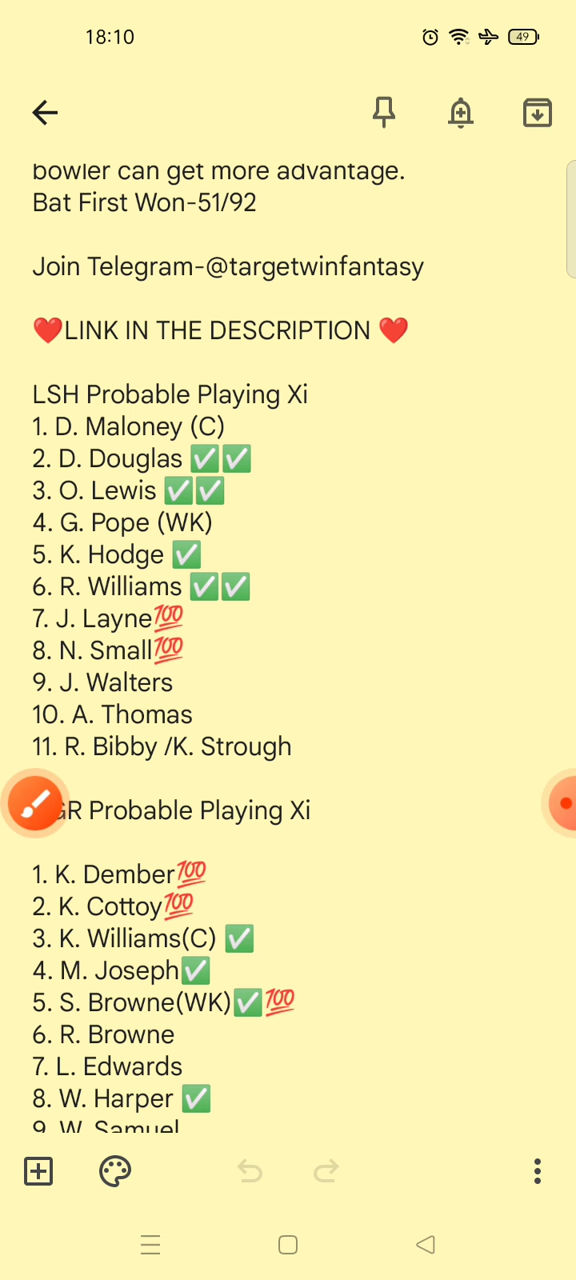 18:10
49
bowler can get more advantage.
Bat First Won-51/92
Join Telegram-@targetwinfantasy
❤️LINK IN THE DESCRIPTION ❤️
LSH Probable Playing Xi
1. D. Maloney (C)
2. D. Douglas ✅✅
3. O. Lewis ✅✅
4. G. Pope (WK)
5. K. Hodge ✅
6. R. Williams ✅✅
7. J. Layne💯
8. N. Small💯
9. J. Walters
10. A. Thomas
11. R. Bibby /K. Strough
GR Probable Playing Xi
1. K. Dember💯
2. K. Cottoy💯
3. K. Williams(C) ✅
4. M. Joseph✅
5. S. Browne(WK)✅💯
6. R. Browne
7. L. Edwards
8. W. Harper ✅
9. W. Samuel